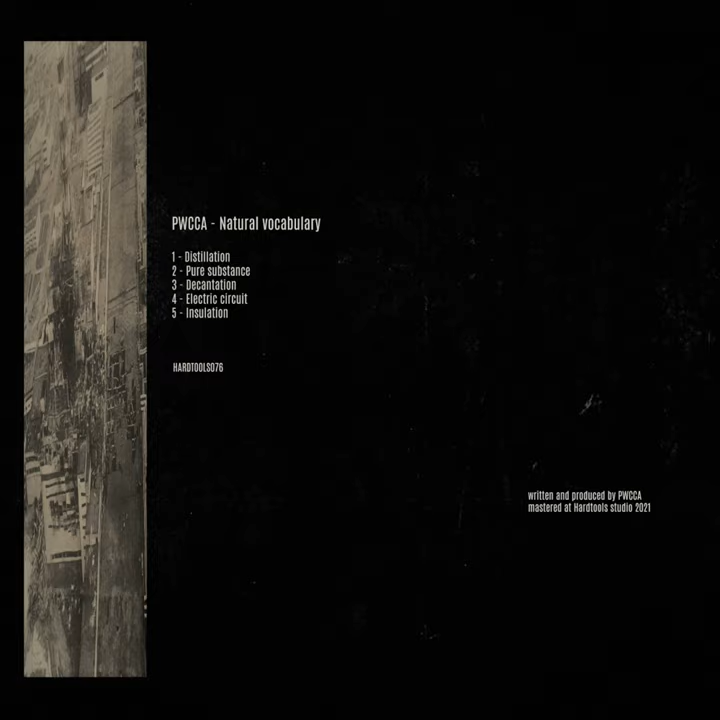 PWCCA - Natural vocabulary
1 - Distillation
2 - Pure substance
3 - Decantation
4 - Electric circuit
5 - Insulation
HARDTOOLS076
written and produced by PWCCA
mastered at Hardtools studio 2021